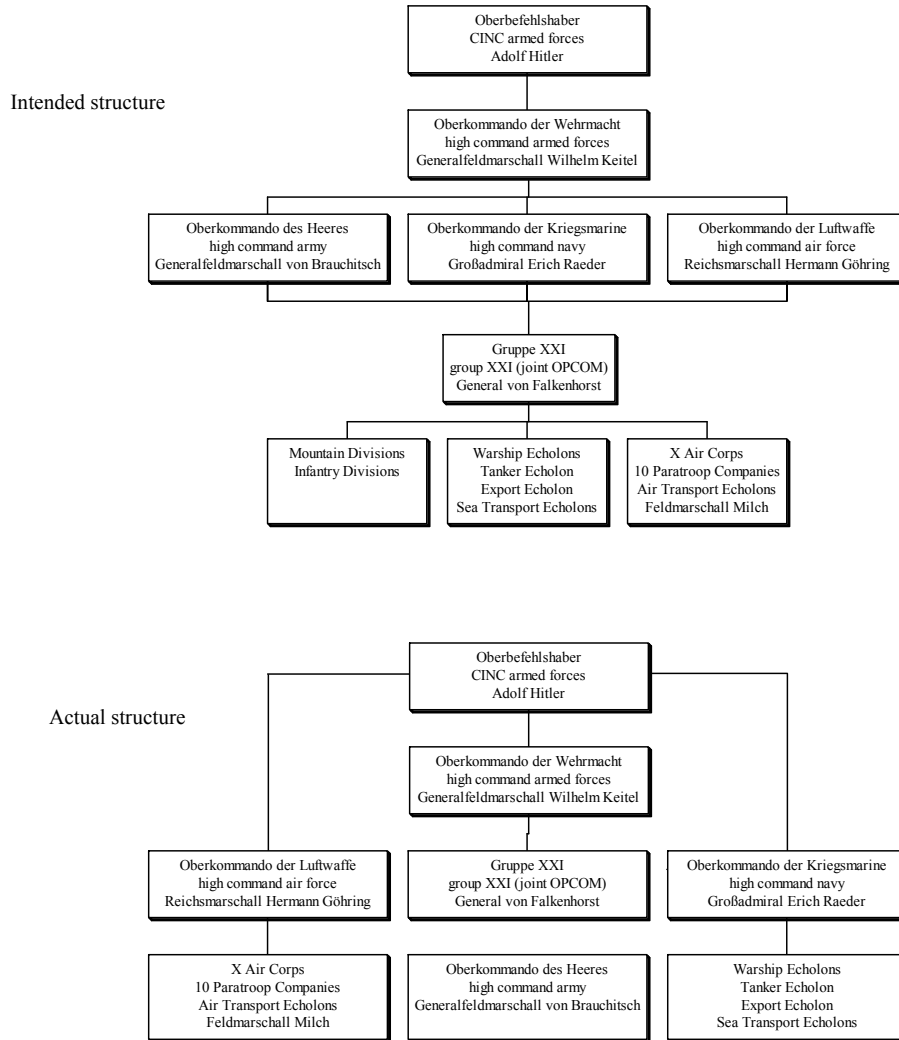 Oberbefehlshaber
CINC armed forces
Adolf Hitler
Intended structure
Oberkommando der Wehrmacht
high command armed forces
Generalfeldmarschall Wilhelm Keitel
Oberkommando des Heeres
high command army
Generalfeldmarschall von Brauchitsch
Oberkommando der Kriegsmarine
high command navy
Großadmiral Erich Raeder
Oberkommando der Luftwaffe
high command air force
Reichsmarschall Hermann Göhring
Gruppe XXI
group XXI (joint OPCOM)
General von Falkenhorst
Mountain Divisions
Infantry Divisions
Warship Echolons
Tanker Echolon
Export Echolon
Sea Transport Echolons
X Air Corps
10 Paratroop Companies
Air Transport Echolons
Feldmarschall Milch
Oberbefehlshaber
CINC armed forces
Adolf Hitler
Actual structure
Oberkommando der Wehrmacht
high command armed forces
Generalfeldmarschall Wilhelm Keitel
Oberkommando der Luftwaffe
high command air force
Reichsmarschall Hermann Göhring
Gruppe XXI
group XXI (joint OPCOM)
General von Falkenhorst
Oberkommando der Kriegsmarine
high command navy
Großadmiral Erich Raeder
X Air Corps
10 Paratroop Companies
Air Transport Echolons
Feldmarschall Milch
Oberkommando des Heeres
high command army
Generalfeldmarschall von Brauchitsch
Warship Echolons
Tanker Echolon
Export Echolon
Sea Transport Echolons